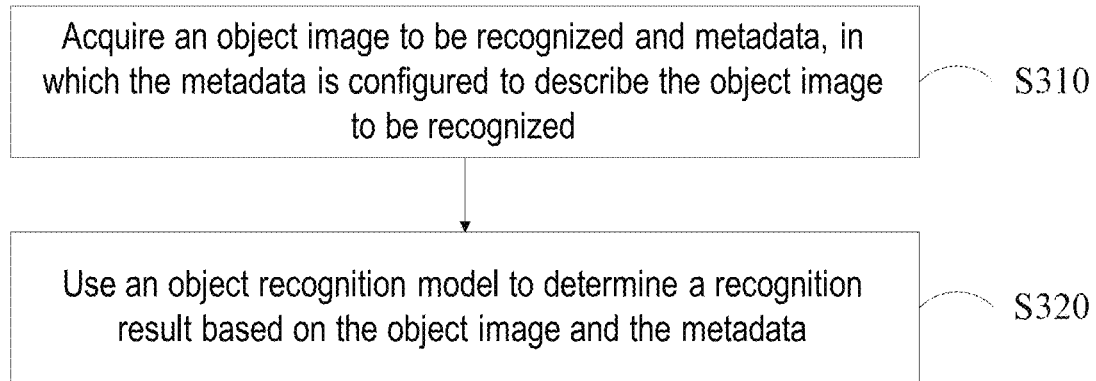 Acquire an object image to be recognized and metadata, in
which the metadata is configured to describe the object image
to be recognized
S310
Use an object recognition model to determine a recognition
result based on the object image and the metadata
S320